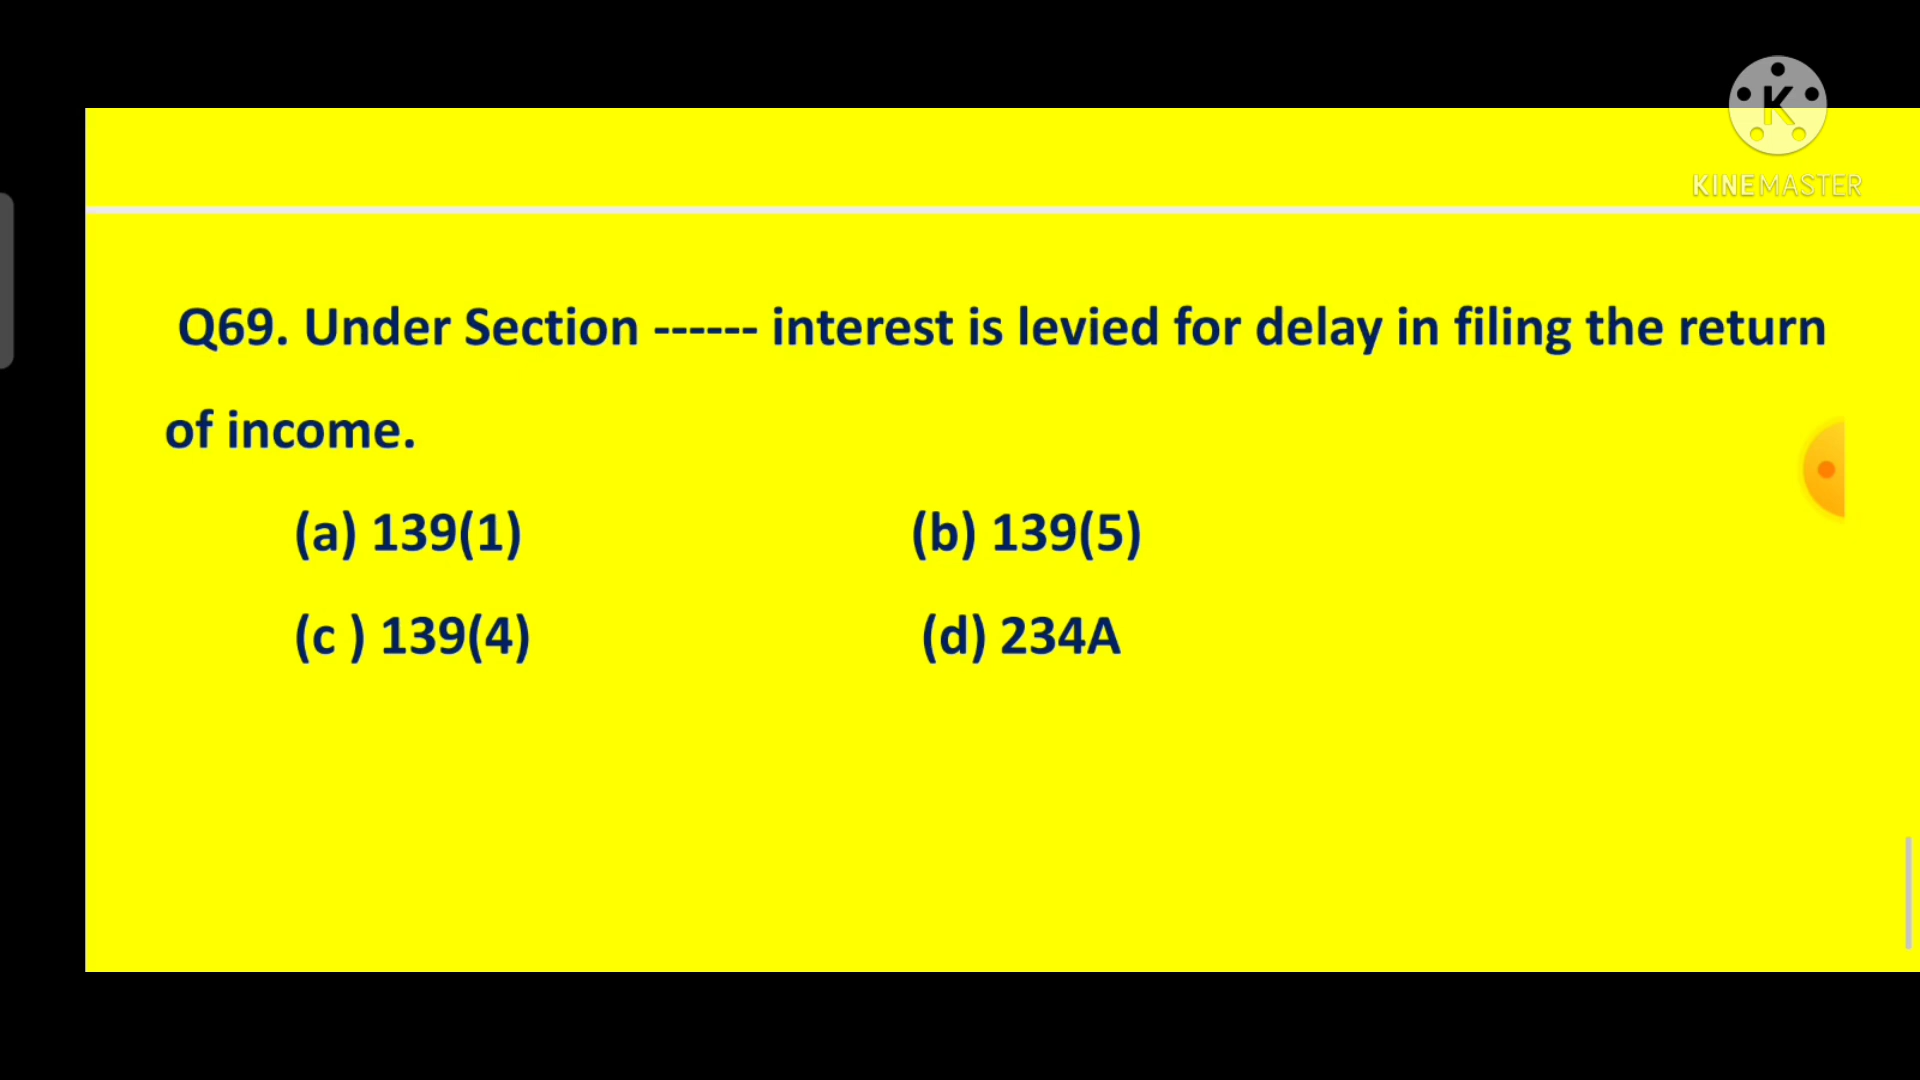 K
KINEMASTER
Q69. Under Section ------ interest is levied for delay in filing the return
of income.
(a) 139(1) (b) 139(5)
(c ) 139(4) (d) 234A